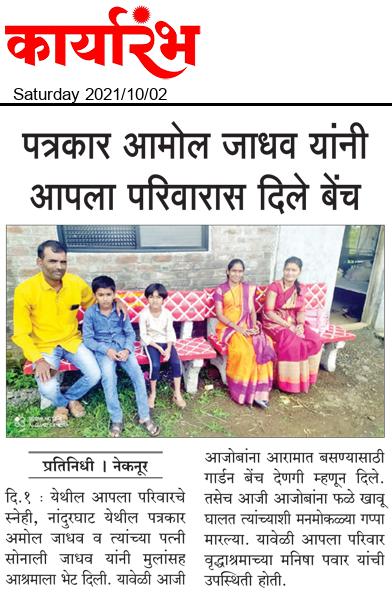 कार्यारंभ
Saturday 2021/10/02
पत्रकार आमोल जाधव यांनी
आपला परिवारास दिले बेंच
प्रतिनिधी । नेकनूर
दि.१ : येथील आपला परिवारचे
स्नेही, नांदुरघाट येथील पत्रकार
अमोल जाधव व त्यांच्या पत्नी
सोनाली जाधव यांनी मुलांसह
आश्रमाला भेट दिली. यावेळी आजी
आजोबांना आरामात बसण्यासाठी
गार्डन बेंच देणगी म्हणून दिले.
तसेच आजी आजोबांना फळे खावू
घालत त्यांच्याशी मनमोकळ्या गप्पा
मारल्या. यावेळी आपला परिवार
वृद्धाश्रमाच्या मनिषा पवार यांची
उपस्थिती होती.